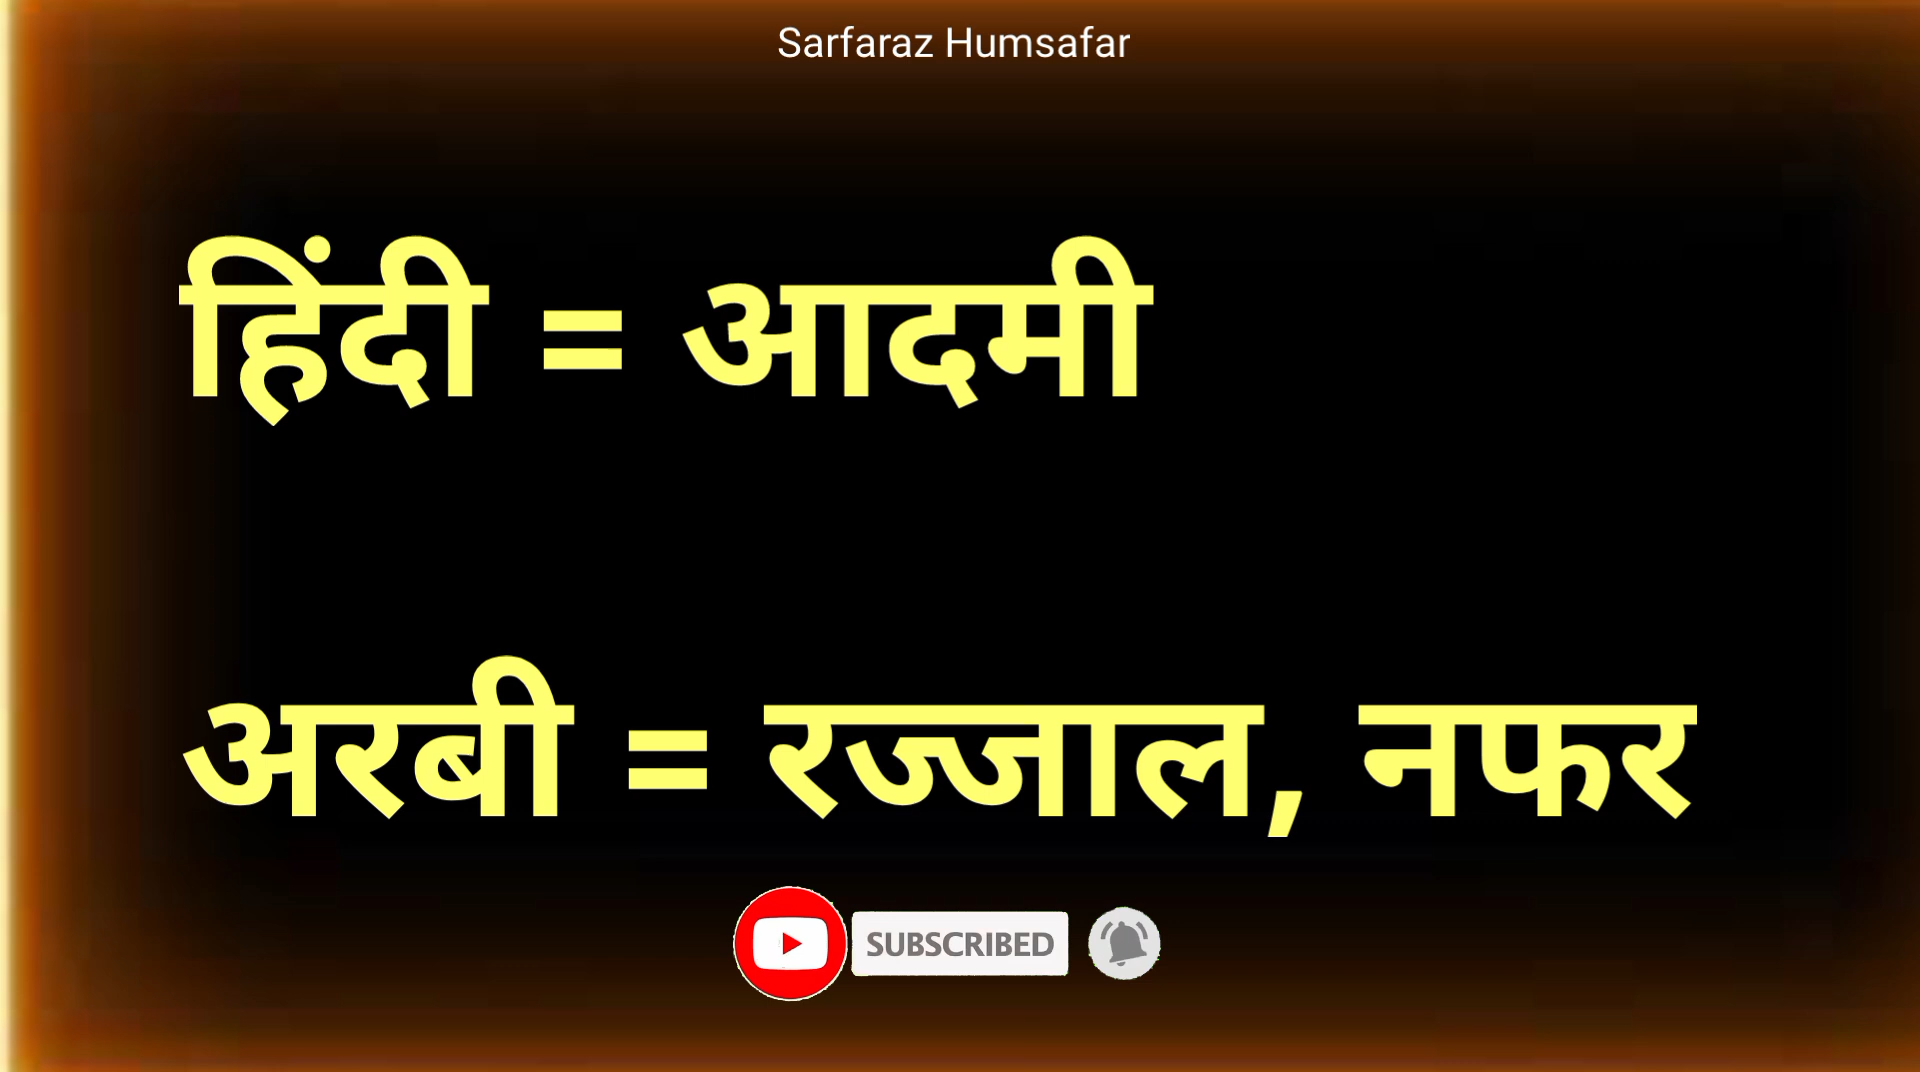 Sarfaraz Humsafar
हिंदी = आदमी
अरबी = रज्जाल, नफर
SUBSCRIBED